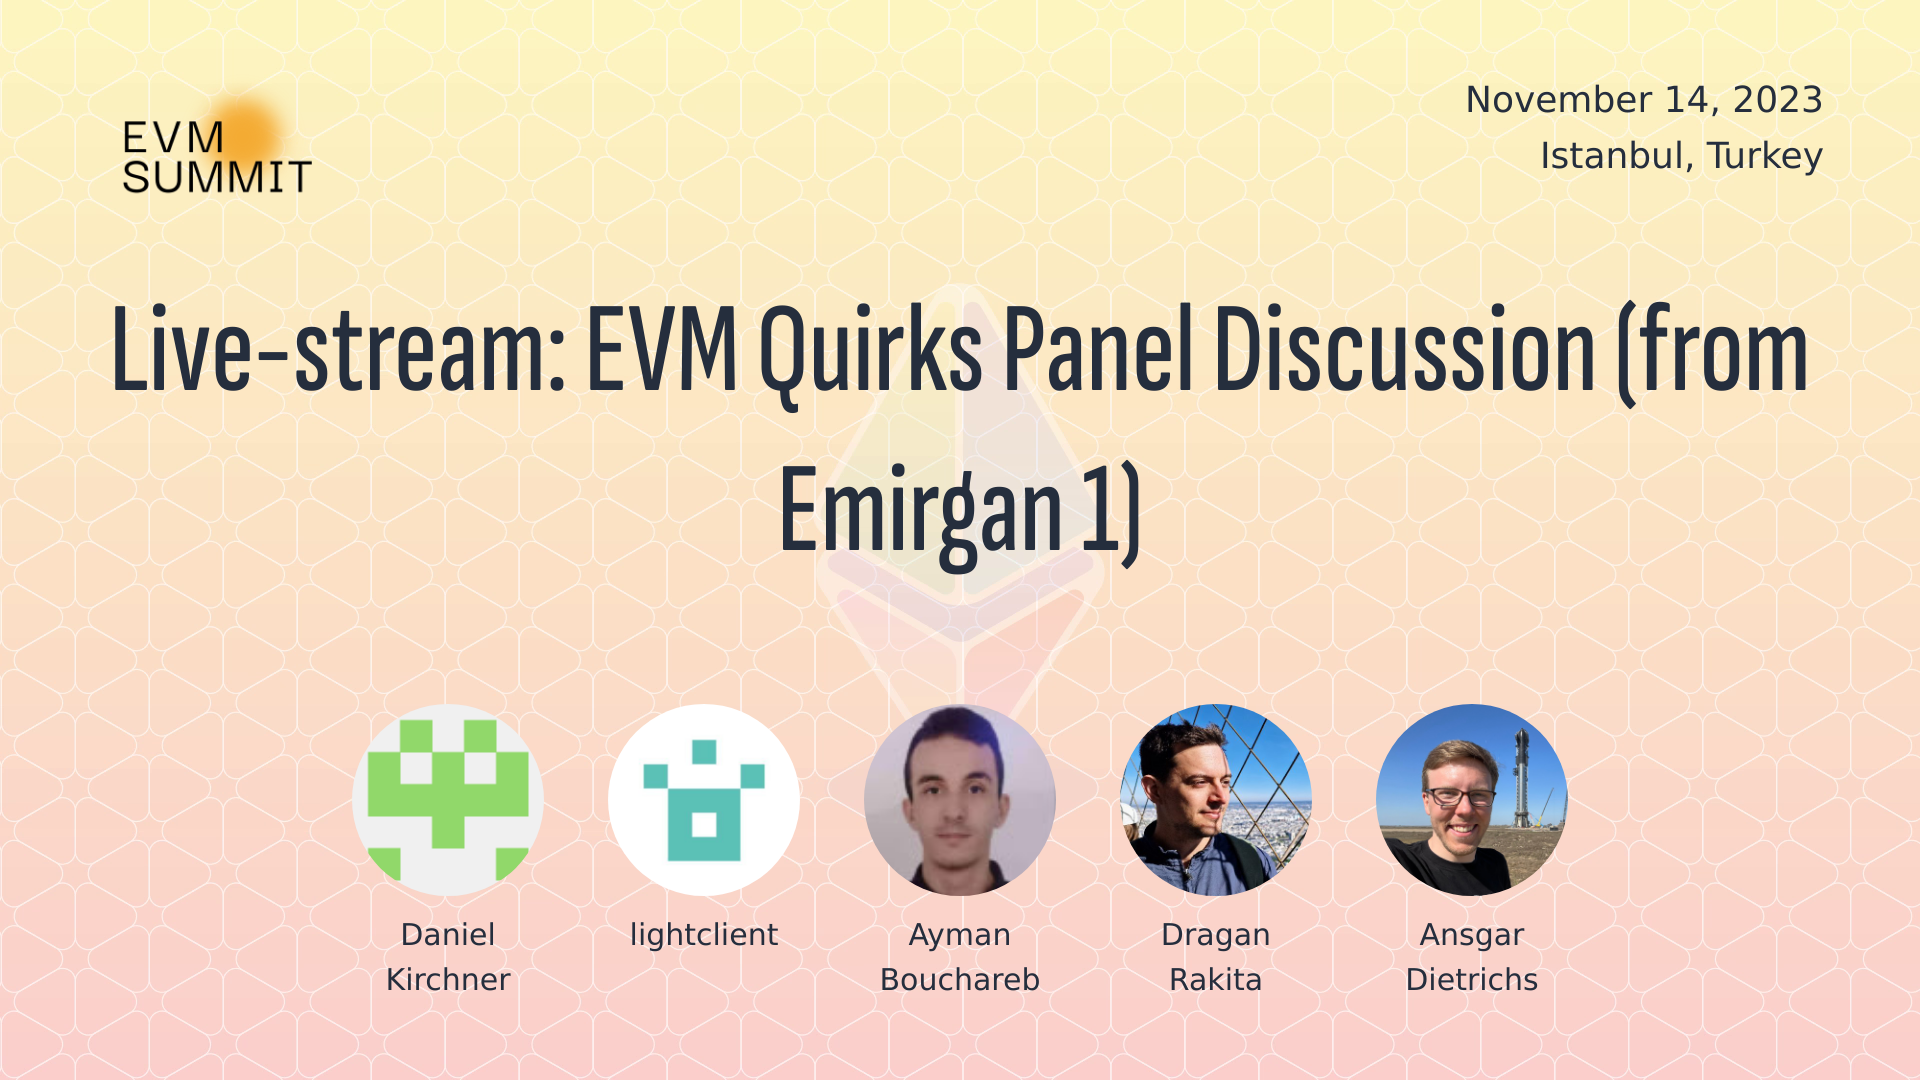 EVM
SUMMIT
November 14, 2023
Istanbul, Turkey
Live-stream: EVM Quirks Panel Discussion (from
Emirgan 1)
Daniel
Kirchner
lightclient
Ayman
Bouchareb
Dragan
Rakita
Ansgar
Dietrichs